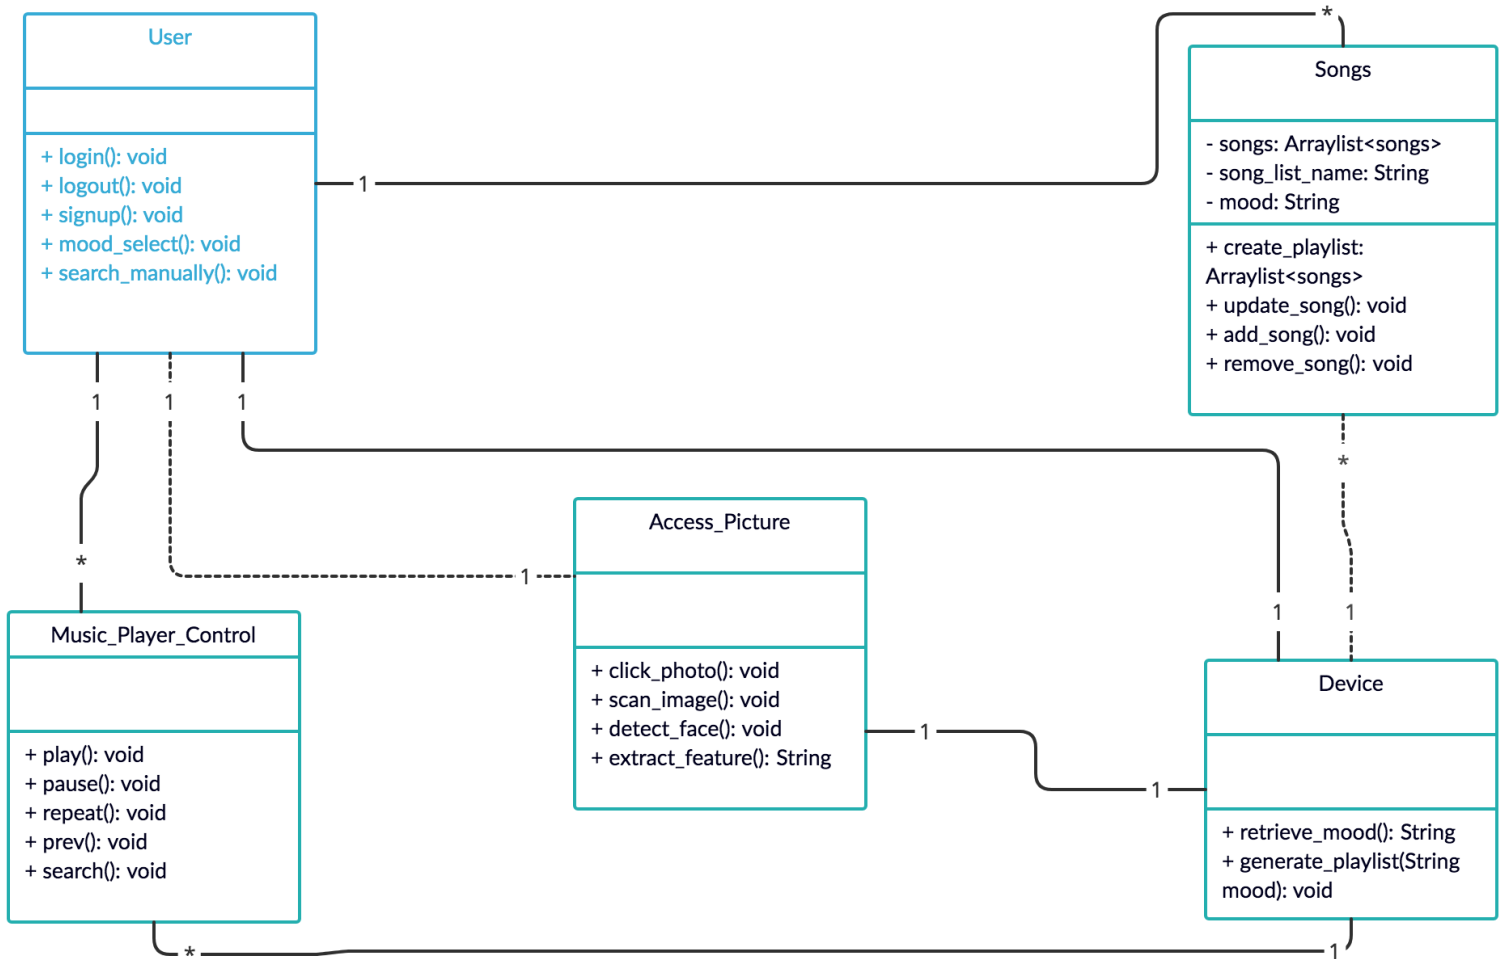 User
+ login(): void
+ logout(): void
+ signup(): void
+ mood_select(): void
+ search_manually(): void
1
*
Songs
- songs: Arraylist<songs>
- song_list_name: String
- mood: String
+ create_playlist:
Arraylist<songs>
+ update_song(): void
+ add_song(): void
+ remove_song(): void
1
1
1
*
*
1
1
1
Access_Picture
+ click_photo(): void
+ scan_image(): void
+ detect_face(): void
+ extract_feature(): String
1
1
Music_Player_Control
+ play(): void
+ pause(): void
+ repeat(): void
+ prev(): void
+ search(): void
Device
+ retrieve_mood(): String
+ generate_playlist(String
mood): void
*
1